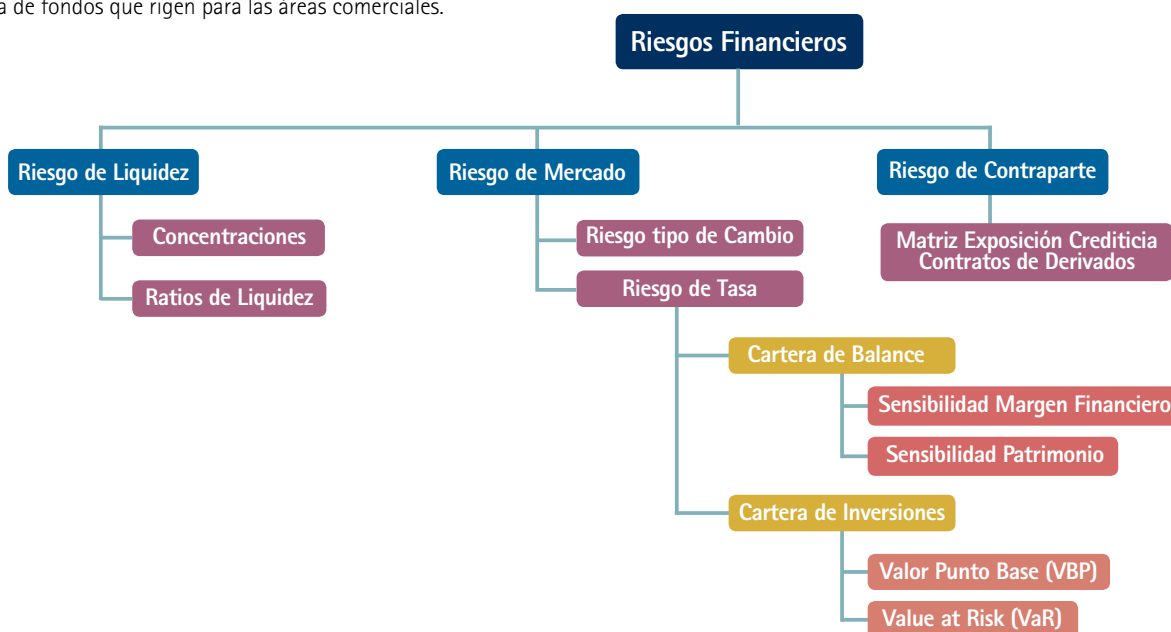 a de fondos que rigen para las áreas comerciales.
Riesgos Financieros
Riesgo de Liquidez
Concentraciones
Ratios de Liquidez
Riesgo de Mercado
Riesgo tipo de Cambio
Riesgo de Tasa
Cartera de Balance
Sensibilidad Margen Financiero
Sensibilidad Patrimonio
Cartera de Inversiones
Valor Punto Base (VBP)
Value at Risk (VaR)
Riesgo de Contraparte
Matriz Exposición Crediticia
Contratos de Derivados